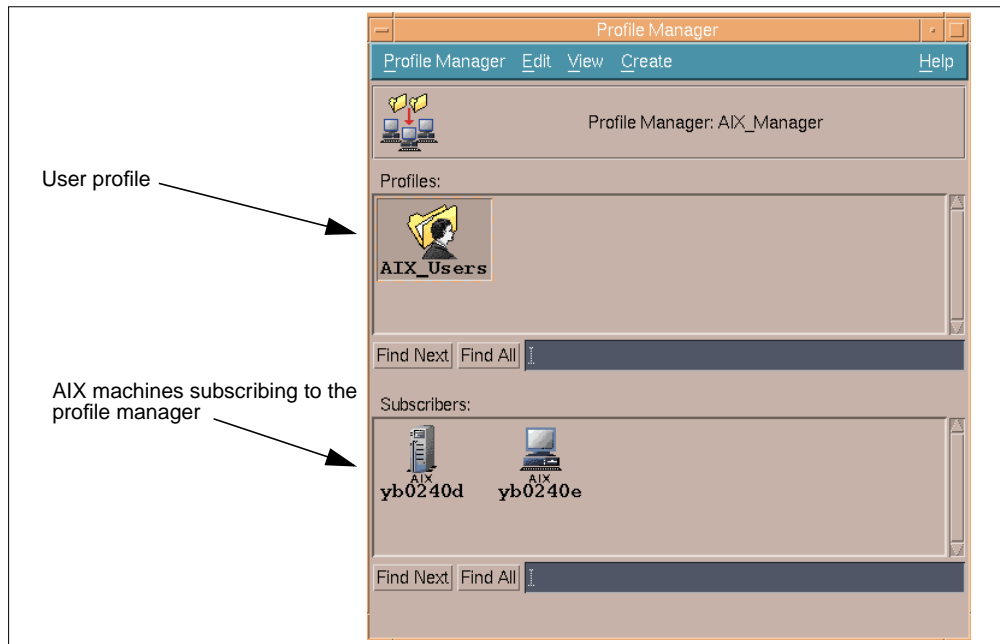 Profile Manager
Profile Manager Edit View Create Help
Profile Manager: AIX_Manager
User profile
Profiles:
AIX_Users
Find Next Find All
AIX machines subscribing to the
profile manager
Subscribers:
AIX AIX
yb0240d yb0240e
Find Next Find All